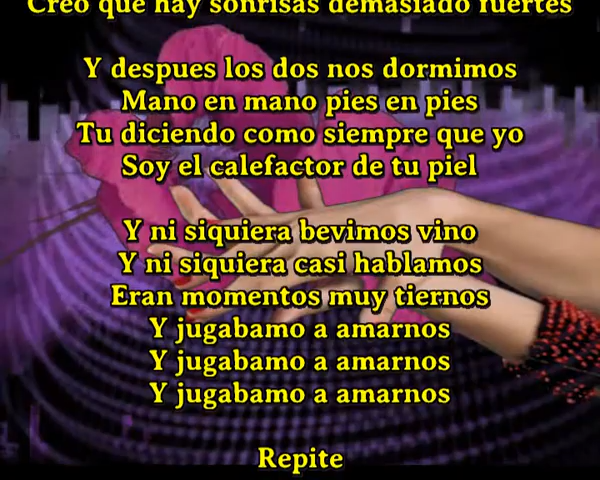 Creo que hay sonrisas demasiado fuertes
Y despues los dos nos dormimos
Mano en mano pies en pies
Tu diciendo como siempre que yo
Soy el calefactor de tu piel
Y ni siquiera bevimos vino
Y ni siquiera casi hablamos
Eran momentos muy tiernos
Y jugabamo a amarnos
Y jugabamo a amarnos
Y jugabamo a amarnos
Repite